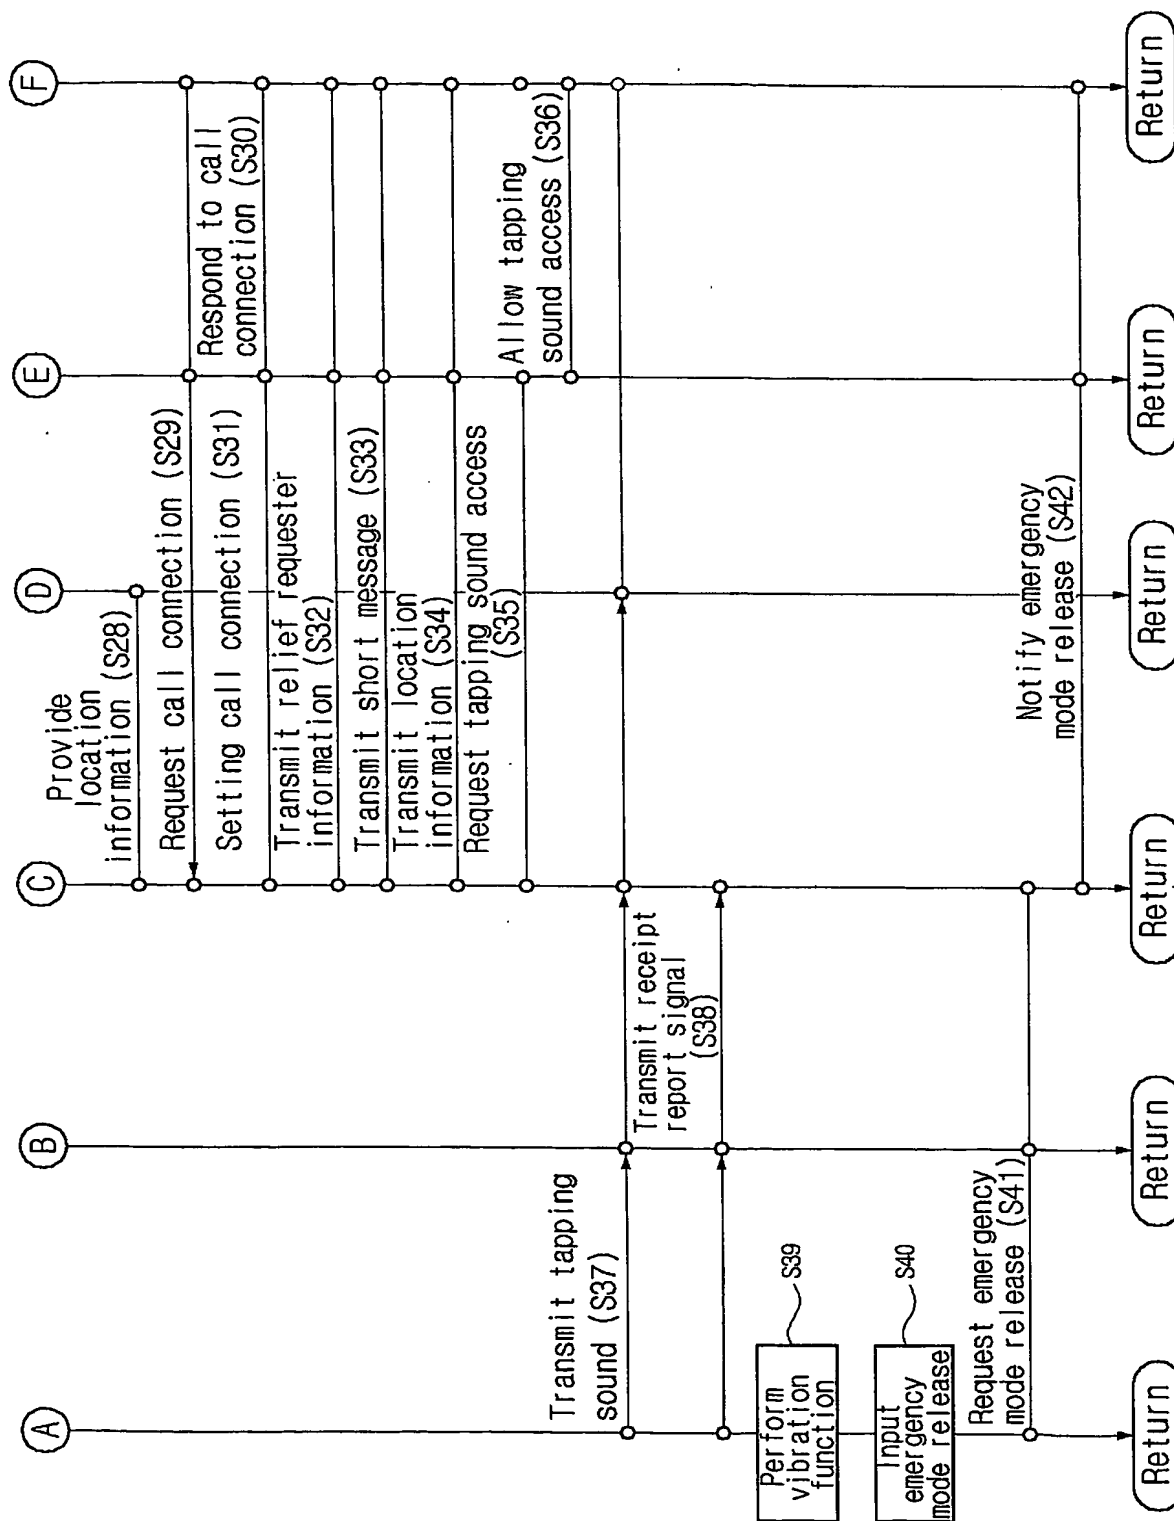 A
B
C
D
E
F
Provide
location
information (S28)
Request call connection (S29)
Respond to call
connection (S30)
Setting call connection (S31)
Transmit relief requester
information (S32)
Transmit short message (S33)
Transmit location
information (S34)
Request tapping sound access
(S35)
Allow tapping
sound access (S36)
Transmit tapping
sound (S37)
Transmit receipt
report signal
(S38)
Perform
vibration
function
S39
Input
emergency
mode release
S40
Request emergency
mode release (S41)
Notify emergency
mode release (S42)
Return
Return
Return
Return
Return
Return